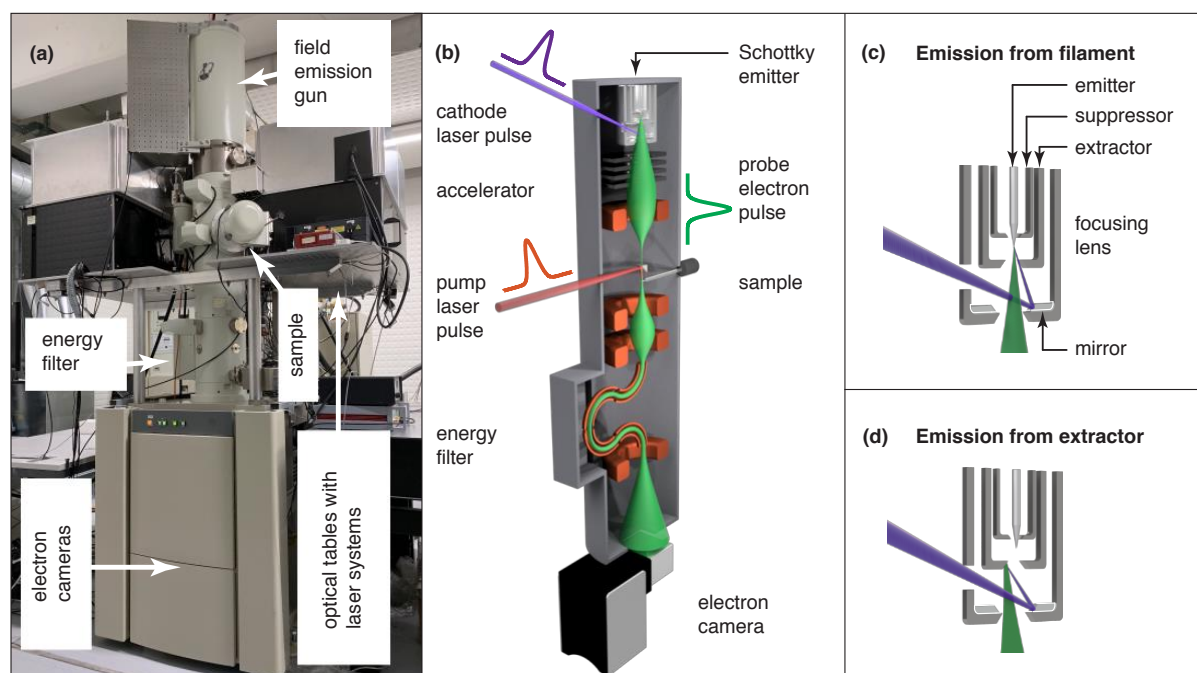 (a)
field
emission
gun
energy
filter
sample
electron
cameras
optical tables with
laser systems
(b)
Schottky
emitter
cathode
laser pulse
accelerator
probe
electron
pulse
pump
laser
pulse
sample
energy
filter
electron
camera
(c) Emission from filament
emitter
suppressor
extractor
focusing
lens
mirror
(d) Emission from extractor